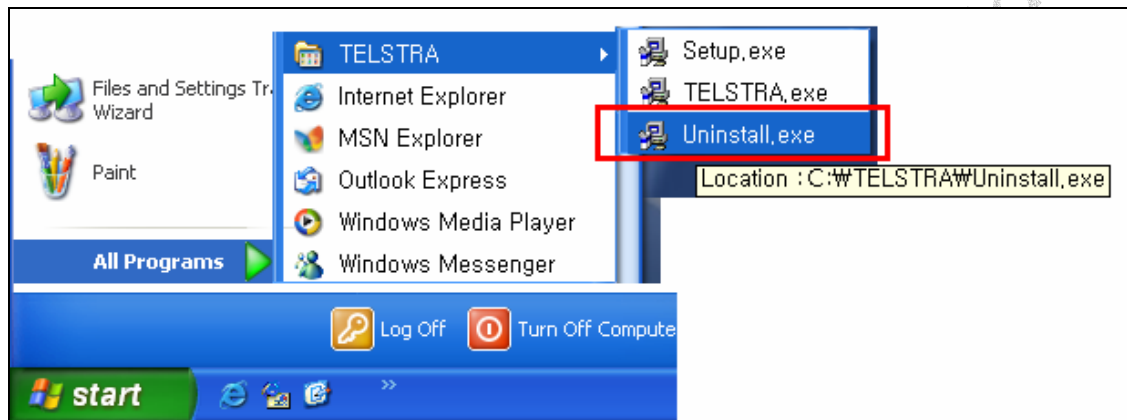 Files and Settings Tr
Wizard
Paint
All Programs
TELSTRA
Internet Explorer
MSN Explorer
Outlook Express
Windows Media Player
Windows Messenger
Setup.exe
TELSTRA.exe
Uninstall.exe
Location : C:₩TELSTRA₩Uninstall.exe
Log Off
Turn Off Compute
start